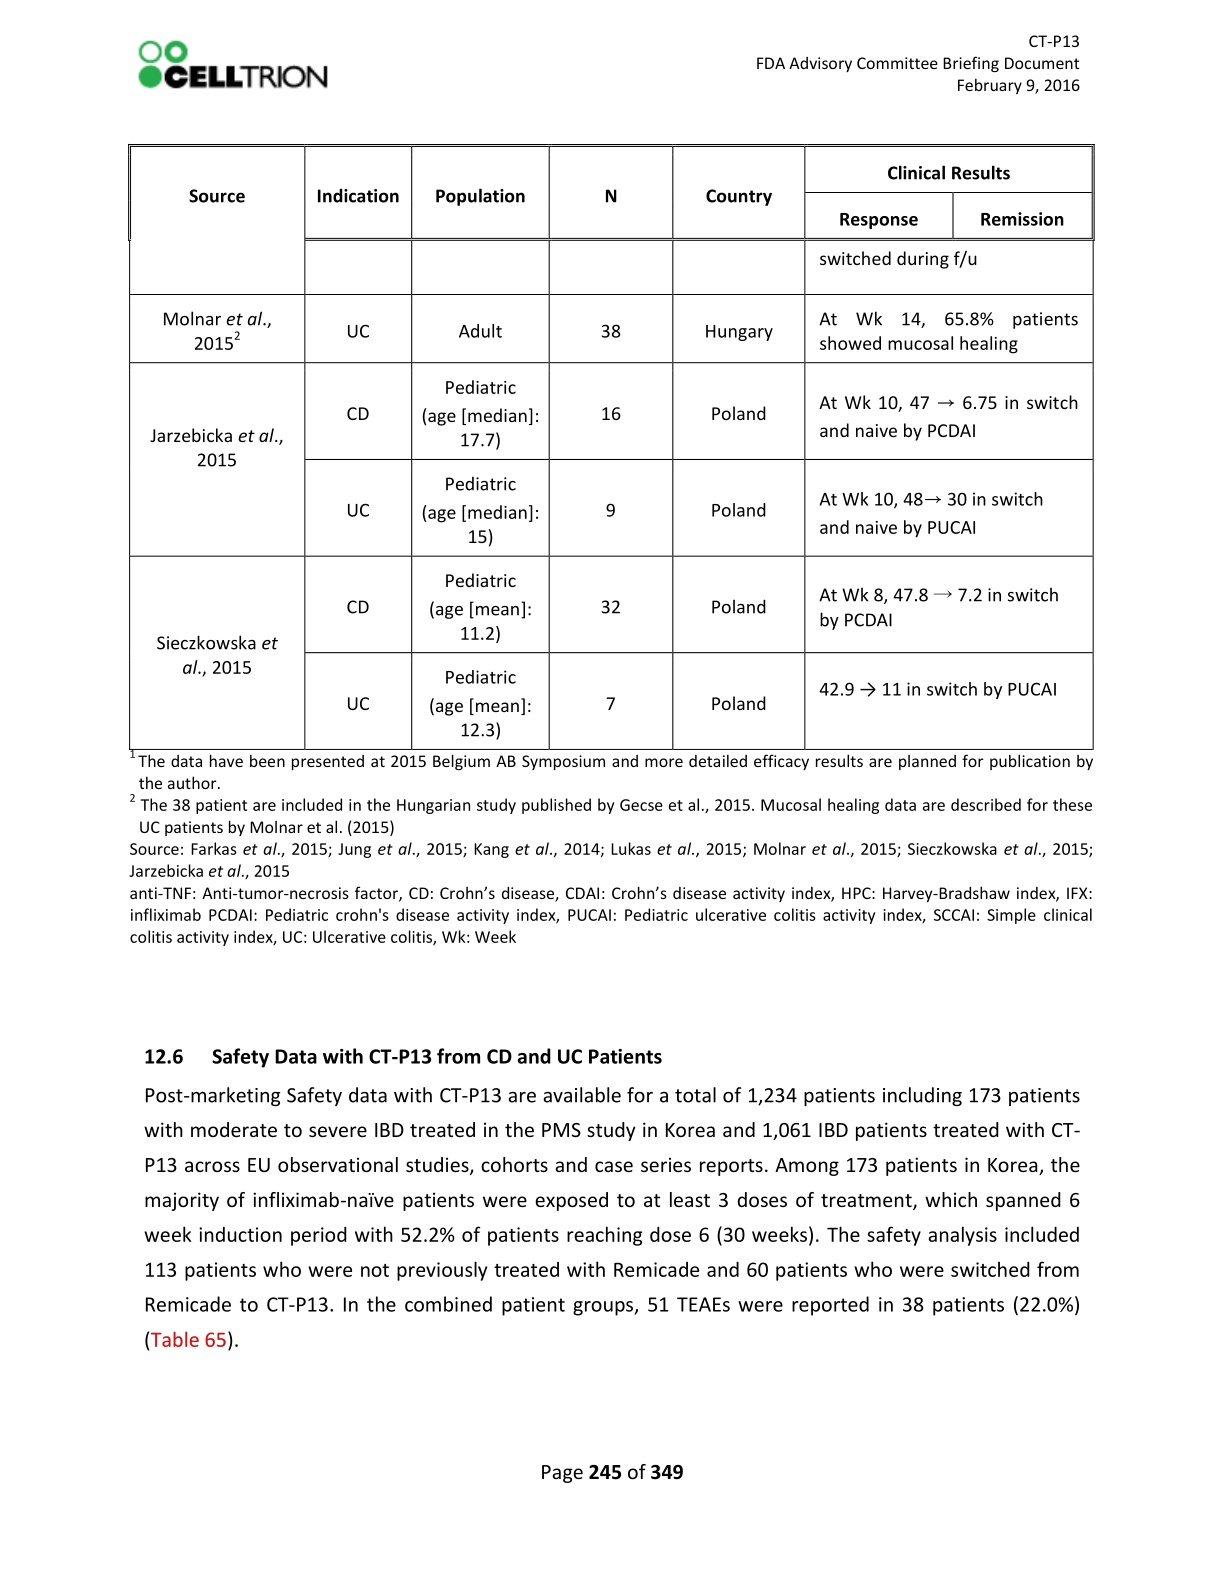 CELLTRION
CT-P13
FDA Advisory Committee Briefing Document
February 9, 2016
Source
Indication
Population
N
Country
Clinical Results
Response
Remission
switched during f/u
Molnar et al.,
2015²
UC
Adult
38
Hungary
At Wk 14, 65.8% patients
showed mucosal healing
Jarzebicka et al.,
2015
CD
Pediatric
(age [median]:
17.7)
16
Poland
At Wk 10, 47 → 6.75 in switch
and naive by PCDAI
UC
Pediatric
(age [median]:
15)
9
Poland
At Wk 10, 48→ 30 in switch
and naive by PUCAI
Sieczkowska et
al., 2015
CD
Pediatric
(age [mean]:
11.2)
32
Poland
At Wk 8, 47.8 → 7.2 in switch
by PCDAI
UC
Pediatric
(age [mean]:
12.3)
7
Poland
42.9 → 11 in switch by PUCAI
¹ The data have been presented at 2015 Belgium AB Symposium and more detailed efficacy results are planned for publication by
the author.
² The 38 patient are included in the Hungarian study published by Gecse et al., 2015. Mucosal healing data are described for these
UC patients by Molnar et al. (2015)
Source: Farkas et al., 2015; Jung et al., 2015; Kang et al., 2014; Lukas et al., 2015; Molnar et al., 2015; Sieczkowska et al., 2015;
Jarzebicka et al., 2015
anti-TNF: Anti-tumor-necrosis factor, CD: Crohn’s disease, CDAI: Crohn’s disease activity index, HPC: Harvey-Bradshaw index, IFX:
infliximab PCDAI: Pediatric crohn's disease activity index, PUCAI: Pediatric ulcerative colitis activity index, SCCAI: Simple clinical
colitis activity index, UC: Ulcerative colitis, Wk: Week
12.6 Safety Data with CT-P13 from CD and UC Patients
Post-marketing Safety data with CT-P13 are available for a total of 1,234 patients including 173 patients
with moderate to severe IBD treated in the PMS study in Korea and 1,061 IBD patients treated with CT-
P13 across EU observational studies, cohorts and case series reports. Among 173 patients in Korea, the
majority of infliximab-naïve patients were exposed to at least 3 doses of treatment, which spanned 6
week induction period with 52.2% of patients reaching dose 6 (30 weeks). The safety analysis included
113 patients who were not previously treated with Remicade and 60 patients who were switched from
Remicade to CT-P13. In the combined patient groups, 51 TEAEs were reported in 38 patients (22.0%)
(Table 65).
Page 245 of 349